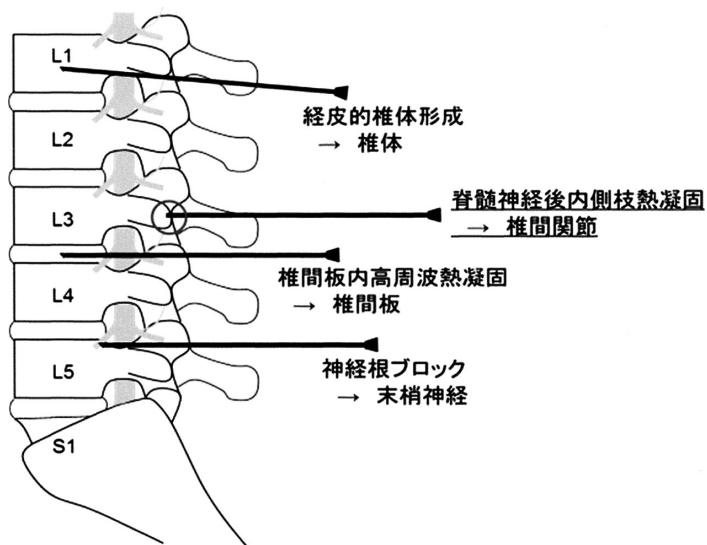 L1
経皮的椎体形成
→ 椎体
L2
脊髄神経後内側枝熱凝固
→ 椎間関節
L3
椎間板内高周波熱凝固
→ 椎間板
L4
神経根ブロック
→ 末梢神経
L5
S1